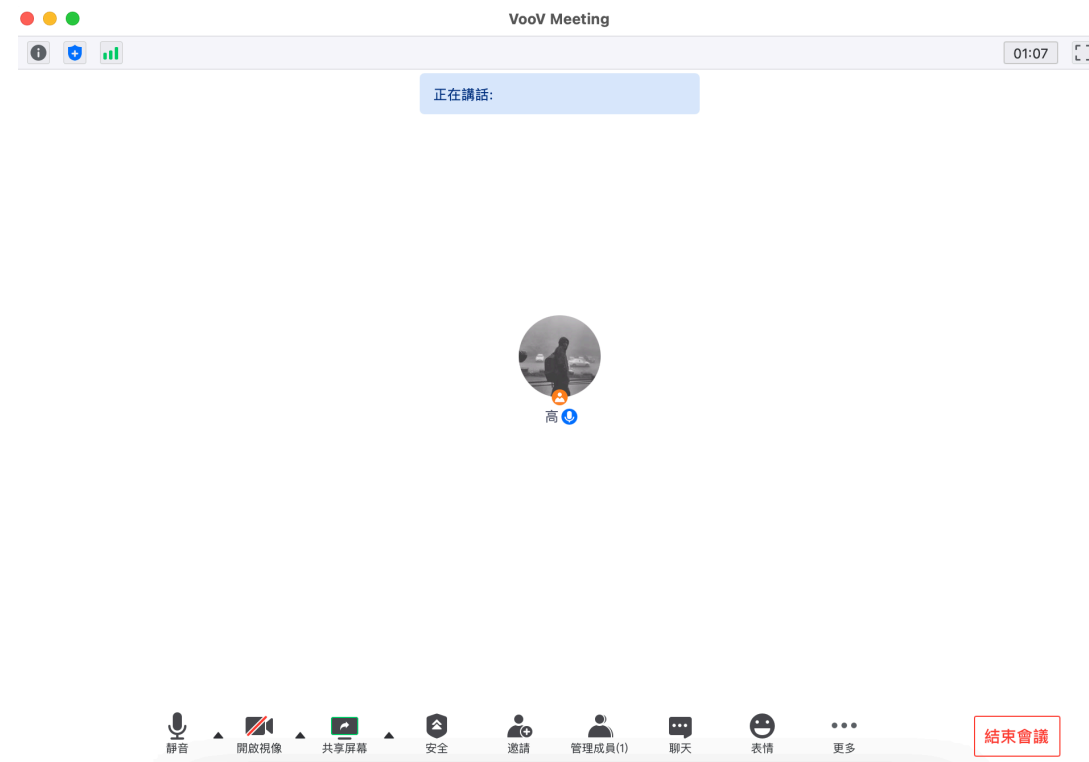 VooV Meeting
01:07
正在講話:
高
靜音
開啟視像
共享屏幕
安全
邀請
管理成員(1)
聊天
表情
更多
結束會議